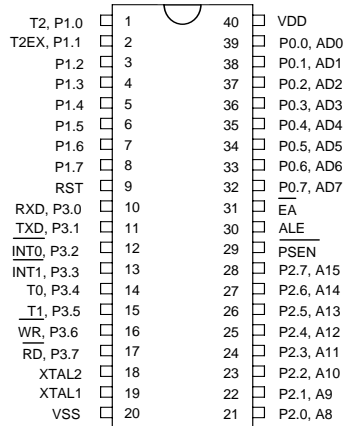 T2, P1.0 1 40 VDD
T2EX, P1.1 2 39 P0.0, AD0
P1.2 3 38 P0.1, AD1
P1.3 4 37 P0.2, AD2
P1.4 5 36 P0.3, AD3
P1.5 6 35 P0.4, AD4
P1.6 7 34 P0.5, AD5
P1.7 8 33 P0.6, AD6
RST 9 32 P0.7, AD7
RXD, P3.0 10 31 EA
TXD, P3.1 11 30 ALE
INT0, P3.2 12 29 PSEN
INT1, P3.3 13 28 P2.7, A15
T0, P3.4 14 27 P2.6, A14
T1, P3.5 15 26 P2.5, A13
WR, P3.6 16 25 P2.4, A12
RD, P3.7 17 24 P2.3, A11
XTAL2 18 23 P2.2, A10
XTAL1 19 22 P2.1, A9
VSS 20 21 P2.0, A8